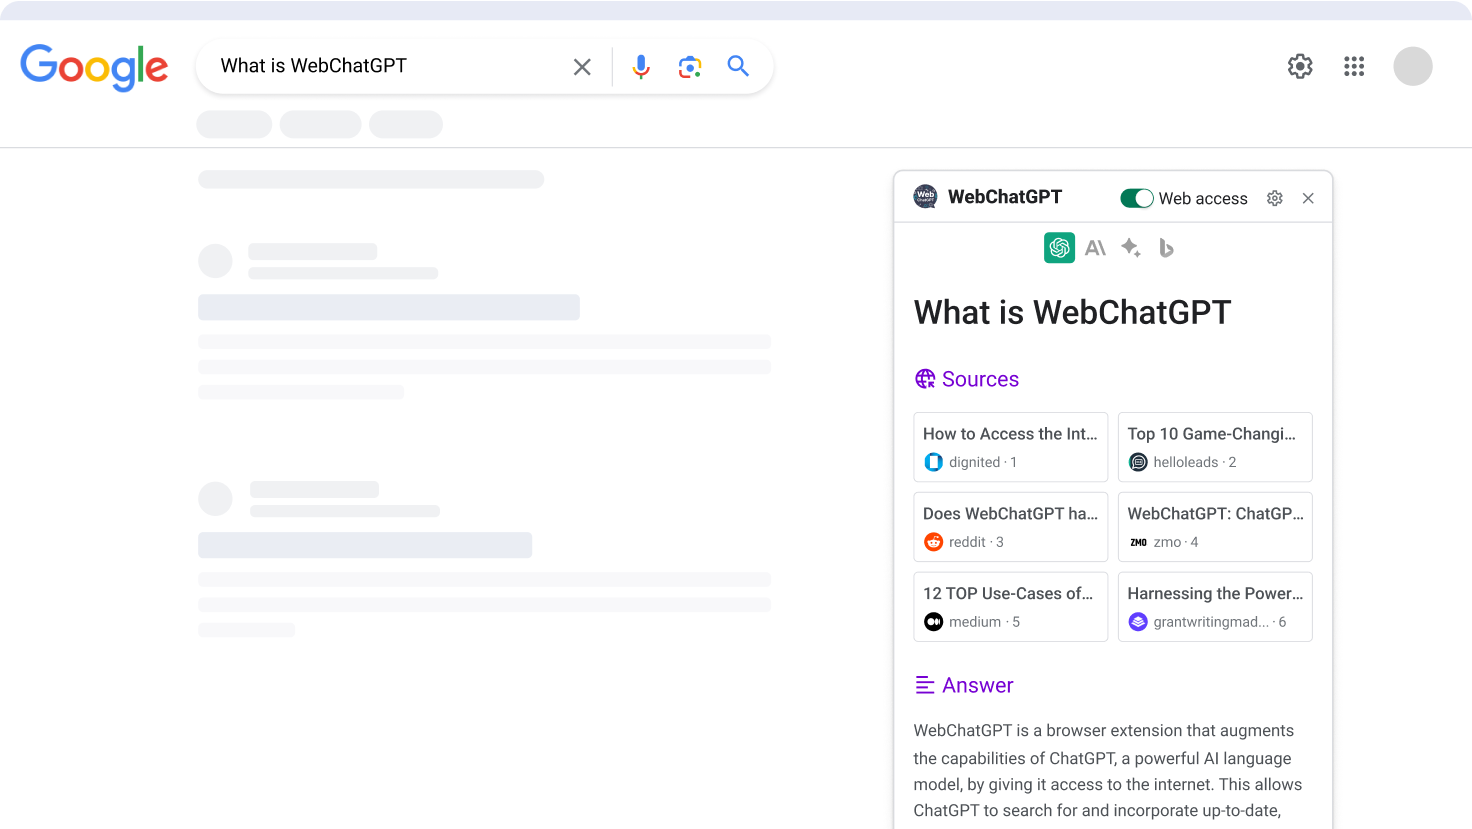 Google
What is WebChatGPT
Web ChatGPT
WebChatGPT
Web access
A\
What is WebChatGPT
Sources
How to Access the Int...
dignited · 1
Top 10 Game-Changi...
helloleads · 2
Does WebChatGPT ha...
reddit · 3
WebChatGPT: ChatGP...
ZMO zmo · 4
12 TOP Use-Cases of...
medium · 5
Harnessing the Power...
grantwritingmad... · 6
Answer
WebChatGPT is a browser extension that augments
the capabilities of ChatGPT, a powerful AI language
model, by giving it access to the internet. This allows
ChatGPT to search for and incorporate up-to-date,